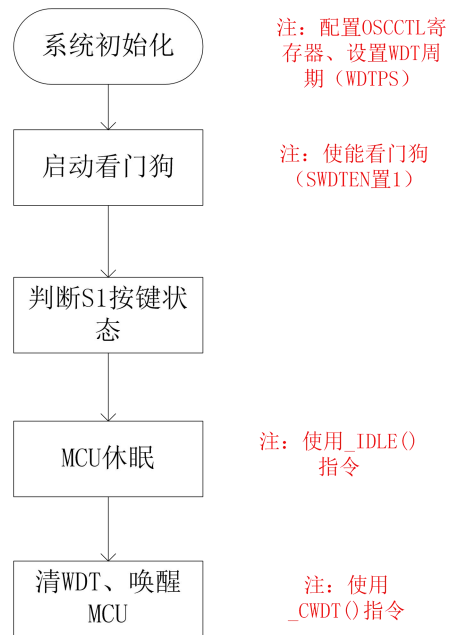 系统初始化
注：配置OSCCTL寄
存器、设置WDT周
期（WDTPS）
启动看门狗
注：使能看门狗
（SWDTEN置1）
判断S1按键状
态
MCU休眠
注：使用_IDLE()
指令
清WDT、唤醒
MCU
注：使用
_CWDT()指令